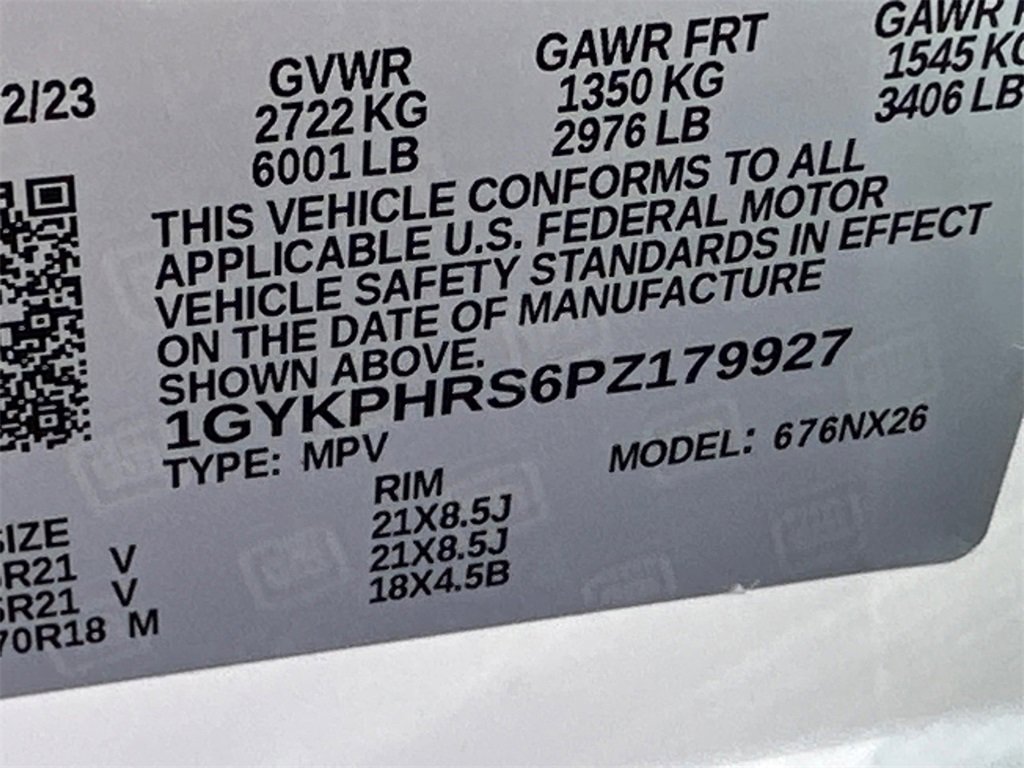 2/23
GVWR
2722 KG
6001 LB
GAWR FRT
1350 KG
2976 LB
GAWR
1545 KG
3406 LB
THIS VEHICLE CONFORMS TO ALL
APPLICABLE U.S. FEDERAL MOTOR
VEHICLE SAFETY STANDARDS IN EFFECT
ON THE DATE OF MANUFACTURE
SHOWN ABOVE.
1GYKPHRS6PZ179927
TYPE: MPV
MODEL: 676NX26
SIZE
R21 V
5R21 V
70R18 M
RIM
21X8.5J
21X8.5J
18X4.5B